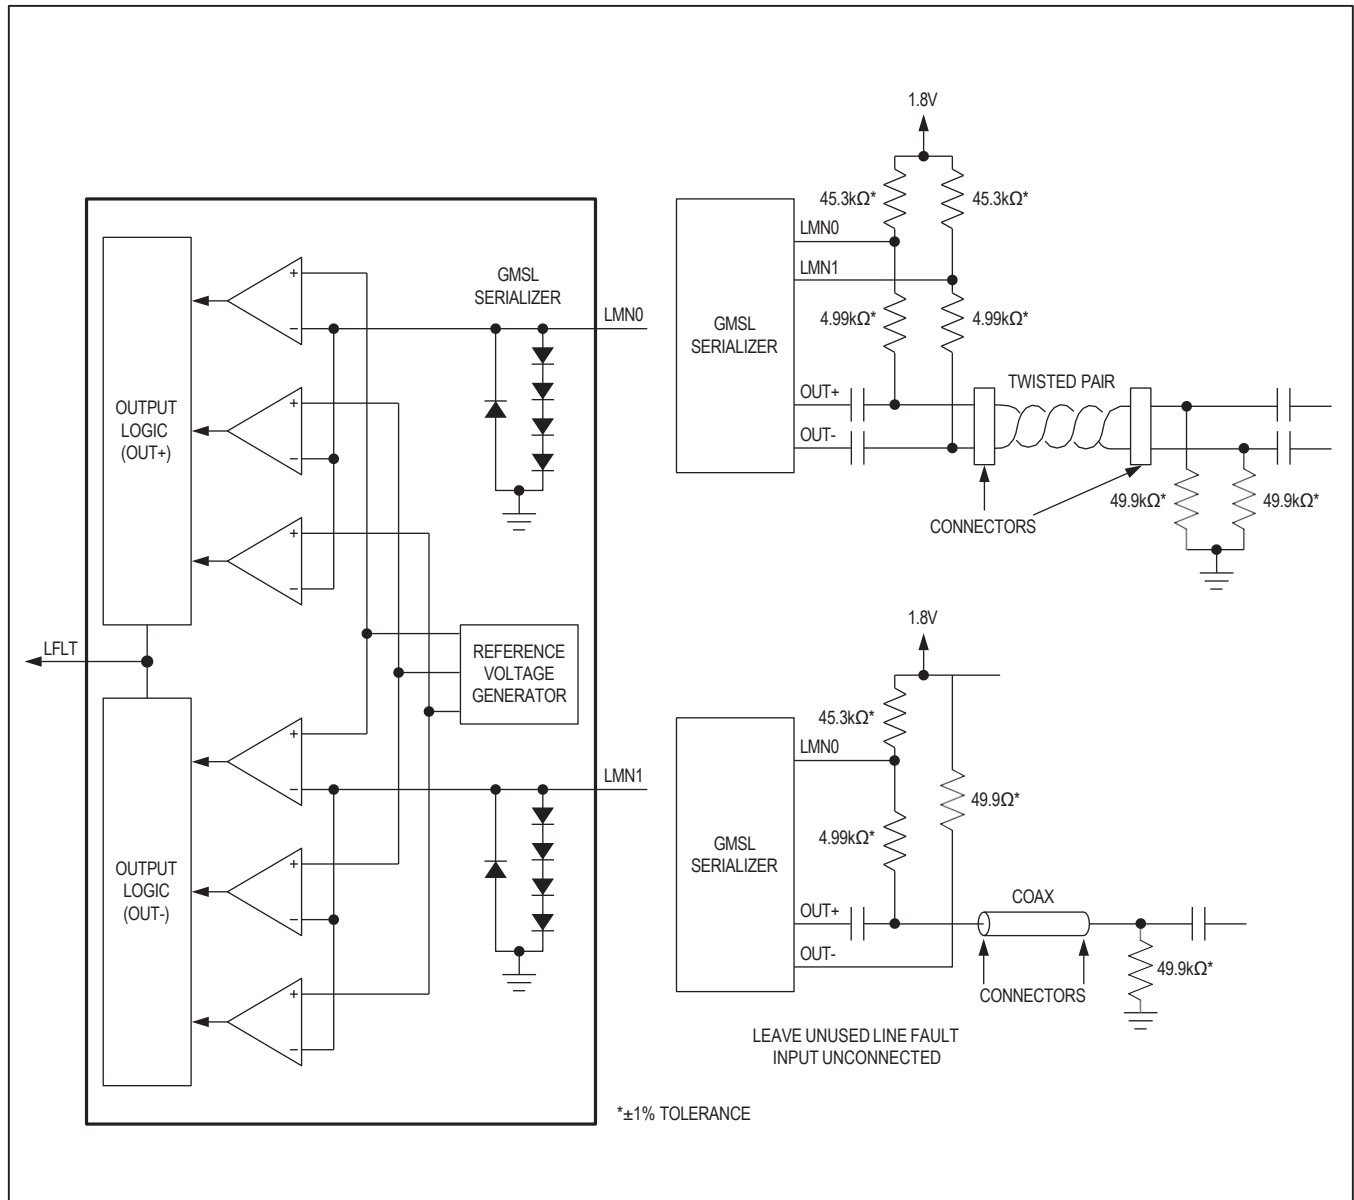 GMSL
SERIALIZER
LMN0
+
−
OUTPUT
LOGIC
(OUT+)
+
−
+
−
LFLT
REFERENCE
VOLTAGE
GENERATOR
+
−
LMN1
OUTPUT
LOGIC
(OUT-)
+
−
+
−
1.8V
45.3kΩ*
45.3kΩ*
LMN0
LMN1
4.99kΩ*
4.99kΩ*
GMSL
SERIALIZER
TWISTED PAIR
OUT+
OUT-
49.9kΩ*
49.9kΩ*
CONNECTORS
1.8V
45.3kΩ*
LMN0
49.9Ω*
4.99kΩ*
GMSL
SERIALIZER
COAX
OUT+
OUT-
49.9kΩ*
CONNECTORS
LEAVE UNUSED LINE FAULT
INPUT UNCONNECTED
*±1% TOLERANCE